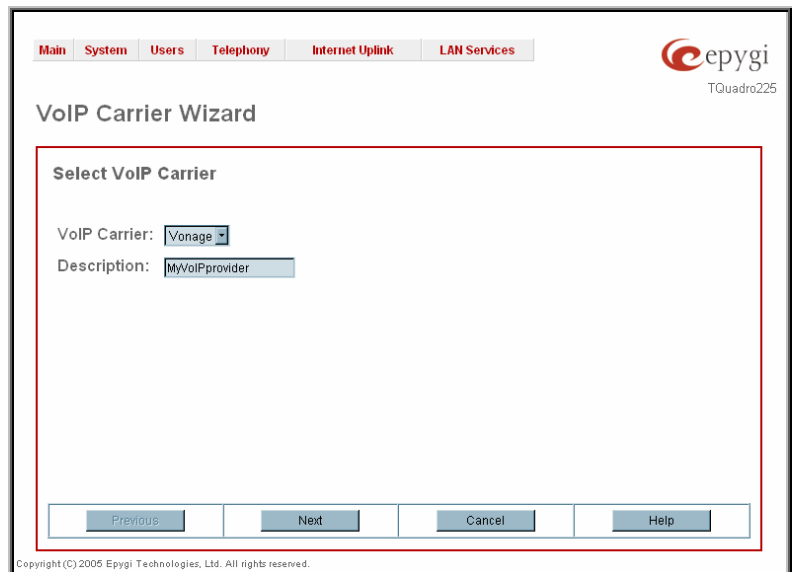 Main System Users Telephony Internet Uplink LAN Services
epygi
TQuadro225
VoIP Carrier Wizard
Select VoIP Carrier
VoIP Carrier: Vonage
Description: MyVoIPprovider
Previous Next Cancel Help
Copyright (C) 2005 Epygi Technologies, Ltd. All rights reserved.